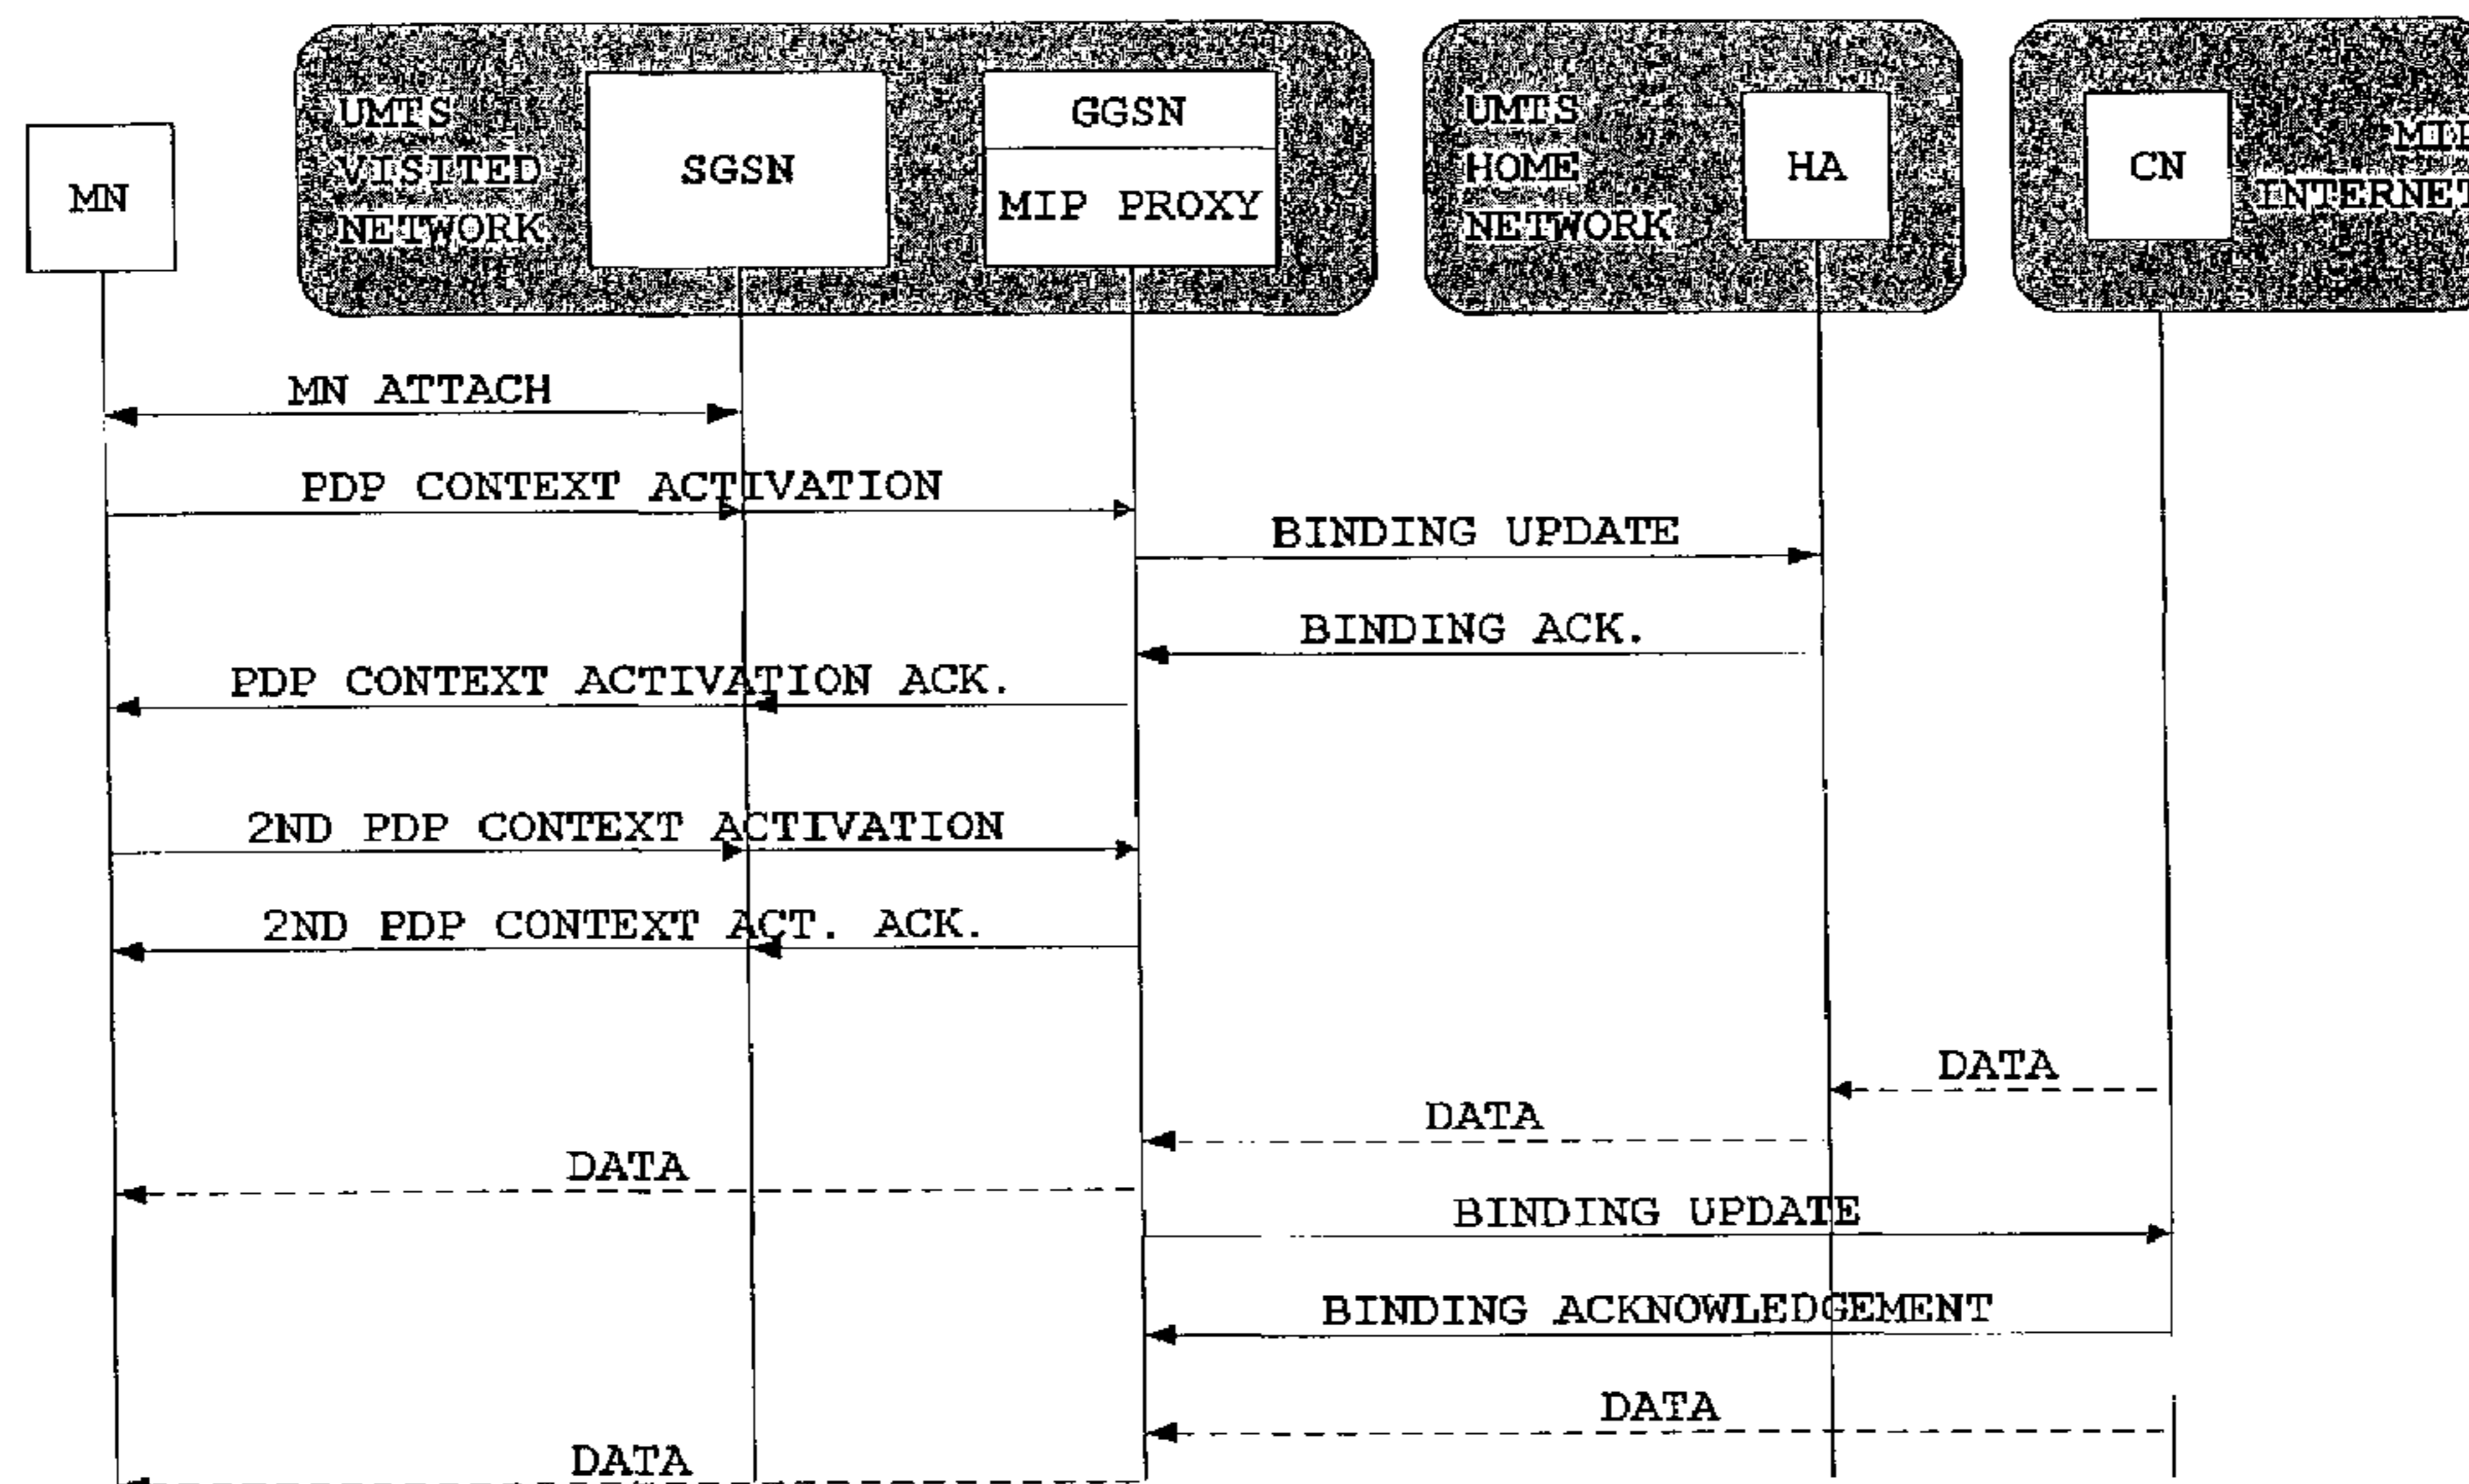 UMTS
VISITED
NETWORK
MN
SGSN
GGSN
MIP PROXY
UMTS
HOME
NETWORK
HA
CN
INTERNET
MN ATTACH
PDP CONTEXT ACTIVATION
BINDING UPDATE
BINDING ACK.
PDP CONTEXT ACTIVATION ACK.
2ND PDP CONTEXT ACTIVATION
2ND PDP CONTEXT ACT. ACK.
DATA
DATA
DATA
BINDING UPDATE
BINDING ACKNOWLEDGEMENT
DATA
DATA